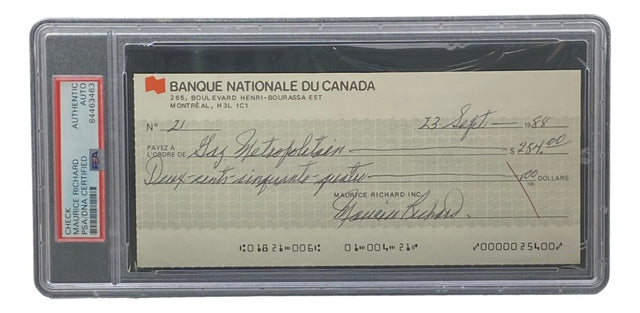 CHECK
MAURICE RICHARD
PSA/DNA CERTIFIED
AUTHENTIC
AUTO
84463463
PSA
BANQUE NATIONALE DU CANADA
265, BOULEVARD HENRI-BOURASSA EST
MONTRÉAL, H3L 1C1
N° 21 23 Sept 1988
PAYEZ À
L'ORDRE DE Gaz Metropolitain $ 254.00
Deux-cents-cinquante-quatre .00/100 DOLLARS
MAURICE RICHARD INC.
Maurice Richard
⑆01821⑉006⑆ 01⑉004⑉21⑈ ⑈0000025400⑈